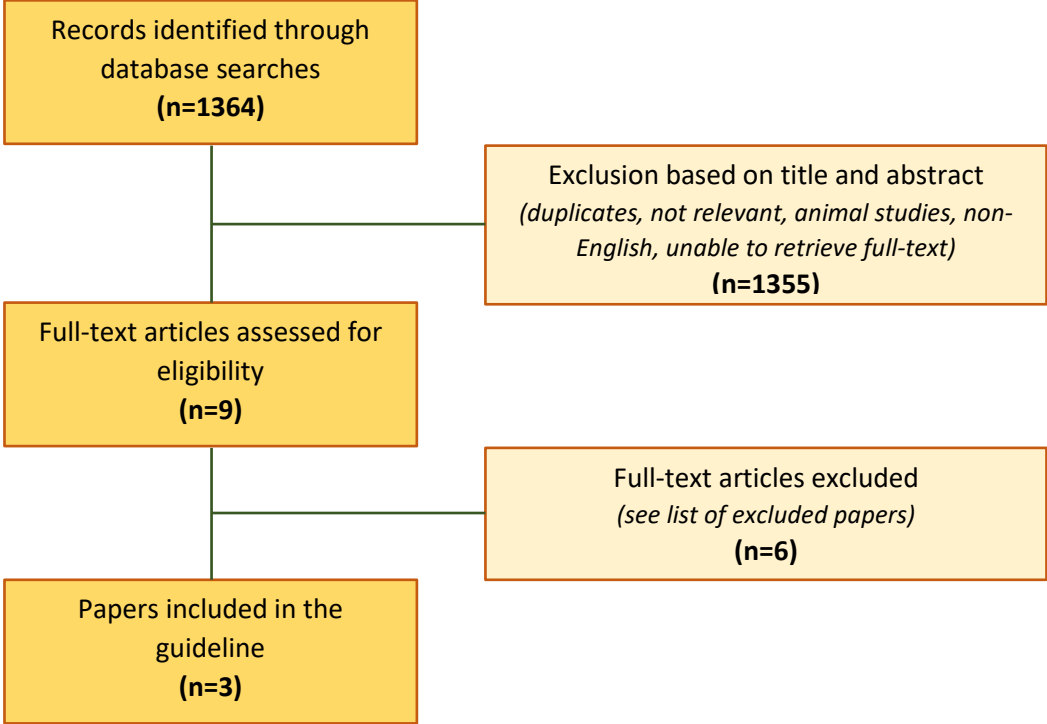 Records identified through
database searches
(n=1364)
Exclusion based on title and abstract
(duplicates, not relevant, animal studies, non-
English, unable to retrieve full-text)
(n=1355)
Full-text articles assessed for
eligibility
(n=9)
Full-text articles excluded
(see list of excluded papers)
(n=6)
Papers included in the
guideline
(n=3)